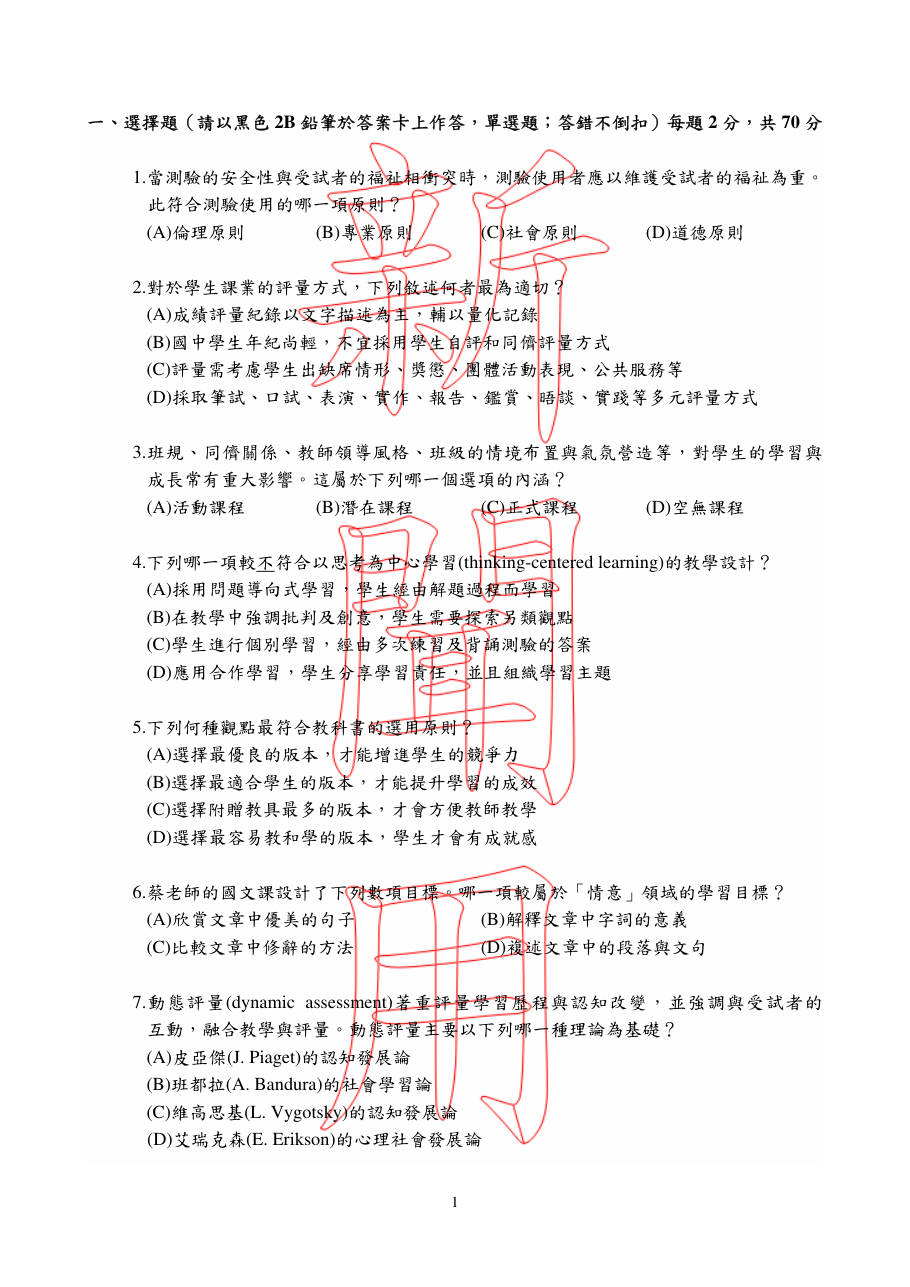 一、選擇題（請以黑色 2B 鉛筆於答案卡上作答，單選題；答錯不倒扣）每題 2 分，共 70 分
1.當測驗的安全性與受試者的福祉相衝突時，測驗使用者應以維護受試者的福祉為重。
此符合測驗使用的哪一項原則？
(A)倫理原則 (B)專業原則 (C)社會原則 (D)道德原則
2.對於學生課業的評量方式，下列敘述何者最為適切？
(A)成績評量紀錄以文字描述為主，輔以量化記錄
(B)國中學生年紀尚輕，不宜採用學生自評和同儕評量方式
(C)評量需考慮學生出缺席情形、獎懲、團體活動表現、公共服務等
(D)採取筆試、口試、表演、實作、報告、鑑賞、晤談、實踐等多元評量方式
3.班規、同儕關係、教師領導風格、班級的情境布置與氣氛營造等，對學生的學習與
成長常有重大影響。這屬於下列哪一個選項的內涵？
(A)活動課程 (B)潛在課程 (C)正式課程 (D)空無課程
4.下列哪一項較不符合以思考為中心學習(thinking-centered learning)的教學設計？
(A)採用問題導向式學習，學生經由解題過程而學習
(B)在教學中強調批判及創意，學生需要探索另類觀點
(C)學生進行個別學習，經由多次練習及背誦測驗的答案
(D)應用合作學習，學生分享學習責任，並且組織學習主題
5.下列何種觀點最符合教科書的選用原則？
(A)選擇最優良的版本，才能增進學生的競爭力
(B)選擇最適合學生的版本，才能提升學習的成效
(C)選擇附贈教具最多的版本，才會方便教師教學
(D)選擇最容易教和學的版本，學生才會有成就感
6.蔡老師的國文課設計了下列數項目標。哪一項較屬於「情意」領域的學習目標？
(A)欣賞文章中優美的句子 (B)解釋文章中字詞的意義
(C)比較文章中修辭的方法 (D)複述文章中的段落與文句
7.動態評量(dynamic assessment)著重評量學習歷程與認知改變，並強調與受試者的
互動，融合教學與評量。動態評量主要以下列哪一種理論為基礎？
(A)皮亞傑(J. Piaget)的認知發展論
(B)班都拉(A. Bandura)的社會學習論
(C)維高思基(L. Vygotsky)的認知發展論
(D)艾瑞克森(E. Erikson)的心理社會發展論
1
新聞用